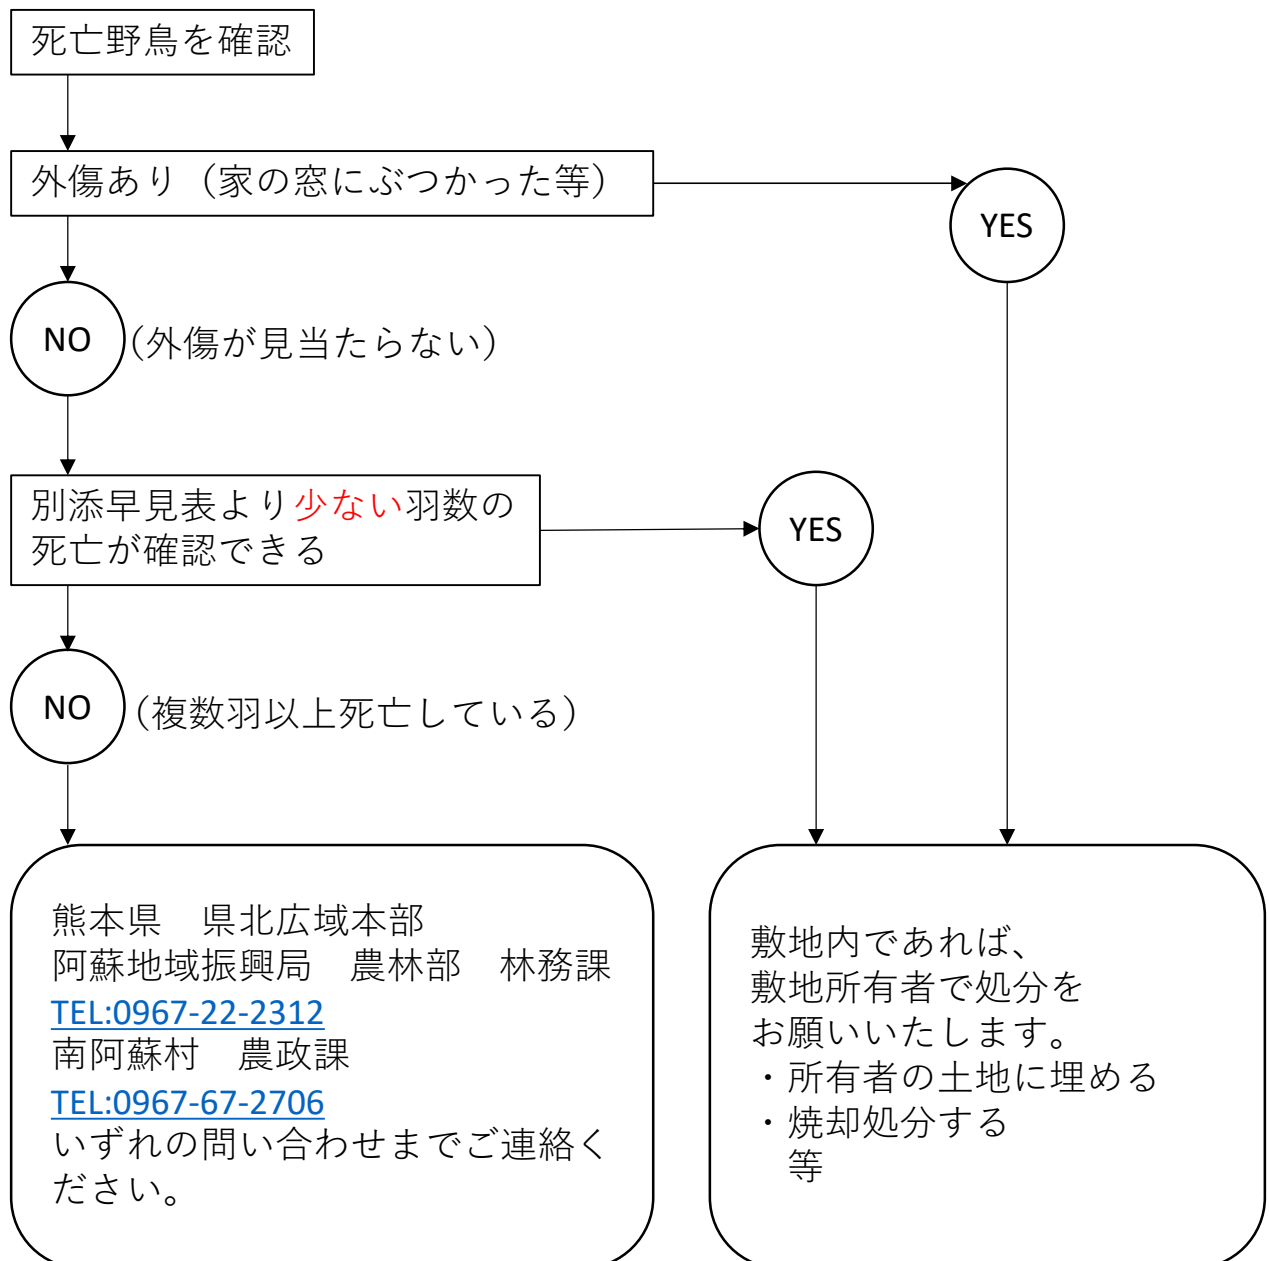 死亡野鳥を確認
外傷あり（家の窓にぶつかった等）
YES
NO
（外傷が見当たらない）
別添早見表より少ない羽数の
死亡が確認できる
YES
NO
（複数羽以上死亡している）
熊本県　県北広域本部
阿蘇地域振興局　農林部　林務課
TEL:0967-22-2312
南阿蘇村　農政課
TEL:0967-67-2706
いずれの問い合わせまでご連絡く
ださい。
敷地内であれば、
敷地所有者で処分を
お願いいたします。
・所有者の土地に埋める
・焼却処分する
等